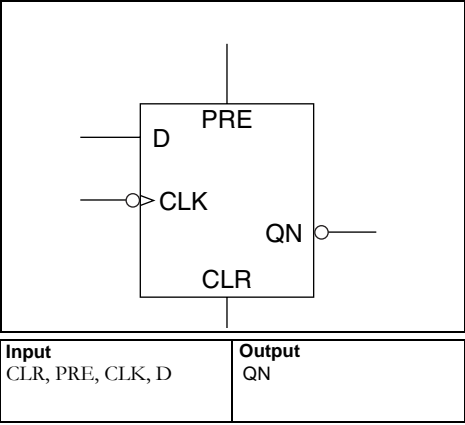 PRE
D
CLK
QN
CLR
Input
CLR, PRE, CLK, D
Output
QN